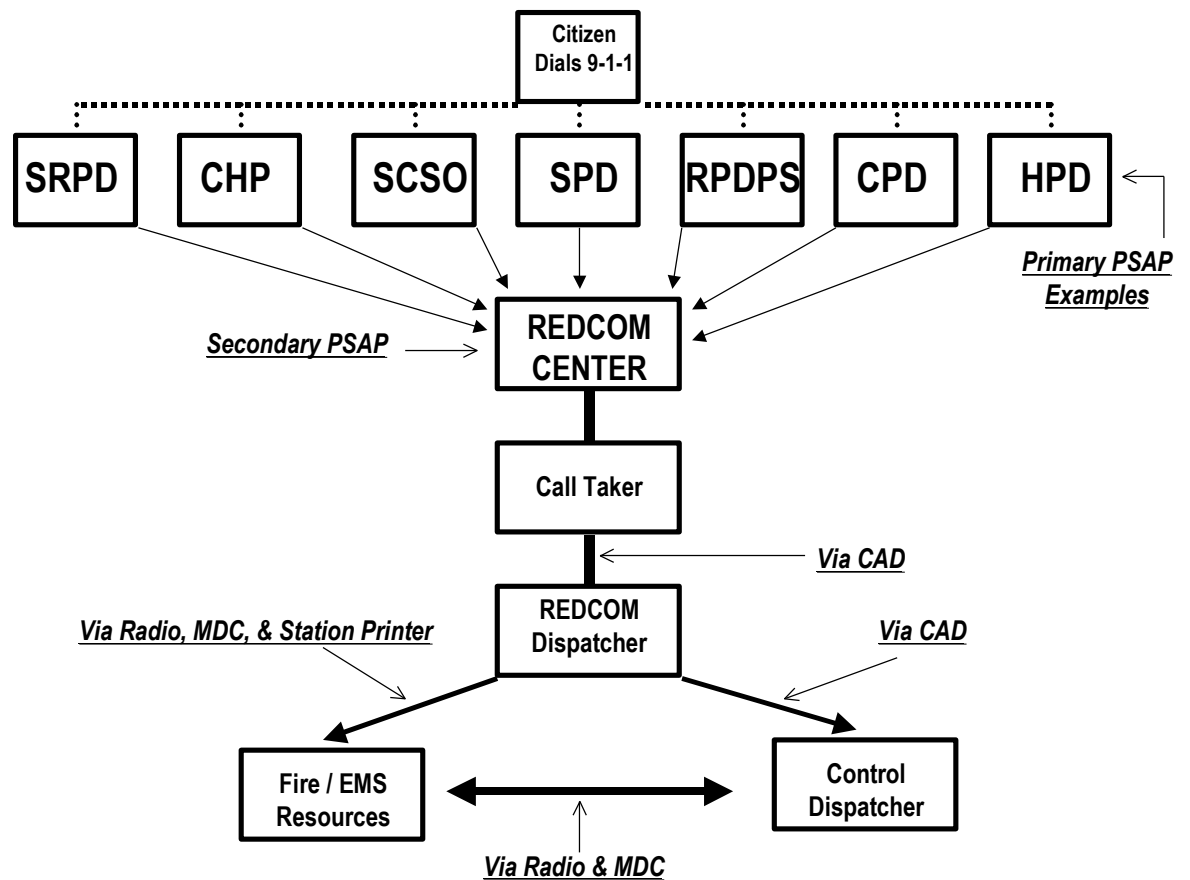 Citizen
Dials 9-1-1
SRPD
CHP
SCSO
SPD
RPDPS
CPD
HPD
Primary PSAP
Examples
REDCOM
CENTER
Secondary PSAP
Call Taker
Via CAD
REDCOM
Dispatcher
Via Radio, MDC, & Station Printer
Via CAD
Fire / EMS
Resources
Control
Dispatcher
Via Radio & MDC